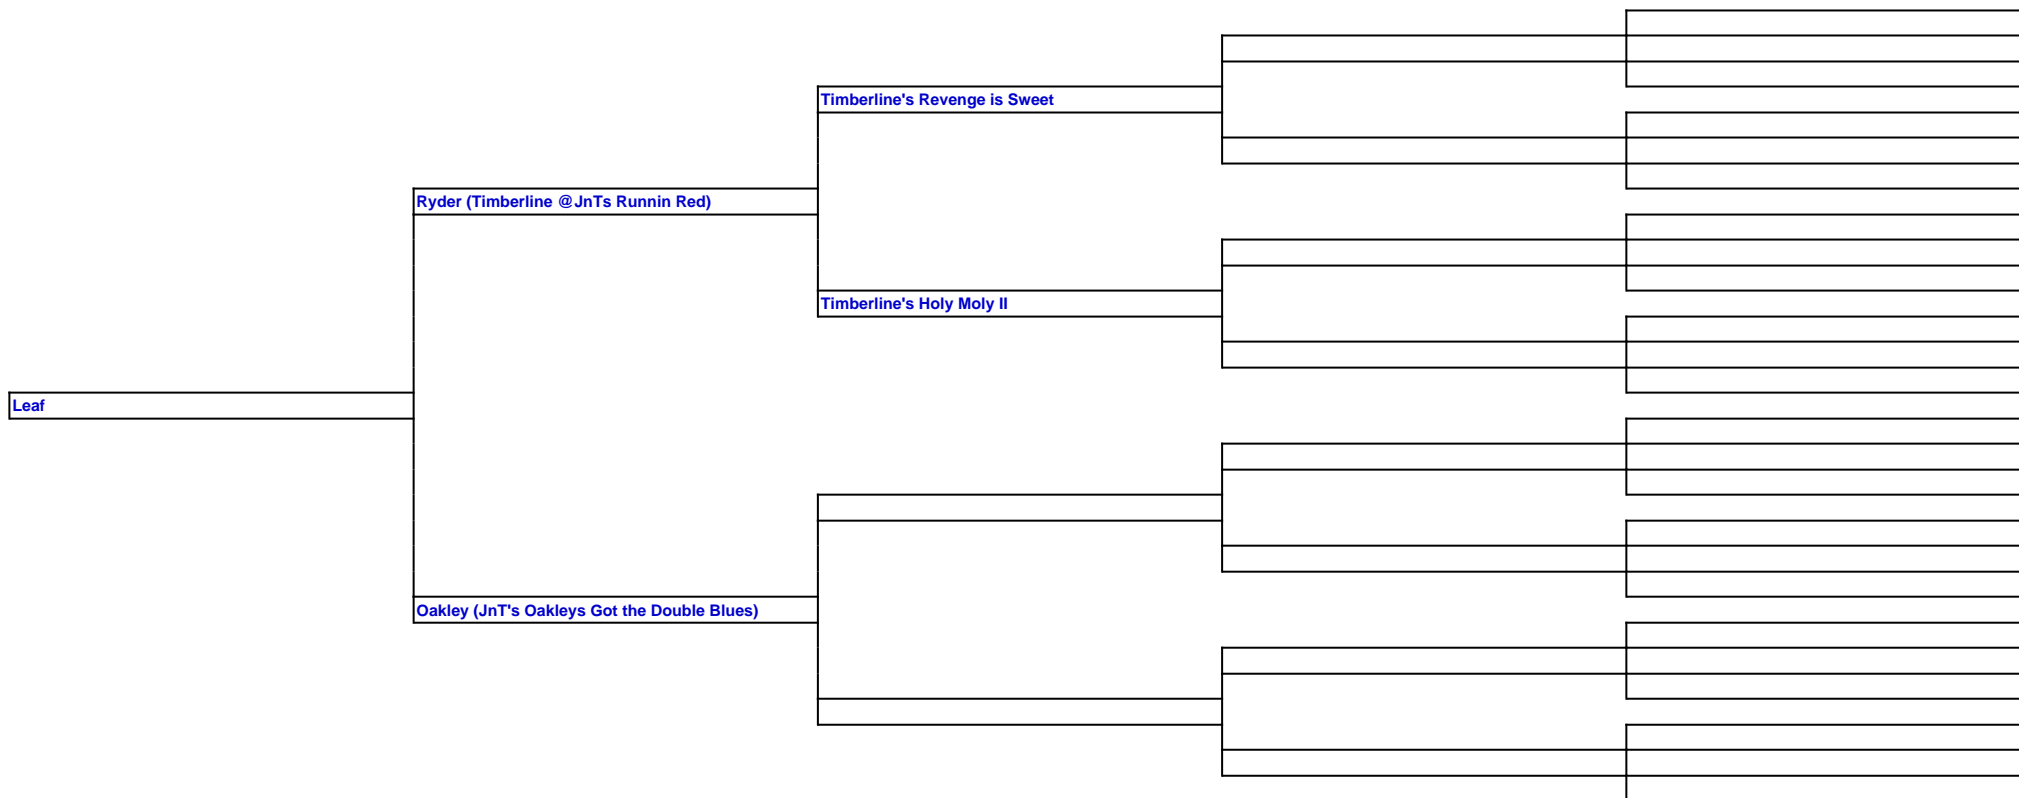 Timberline's Revenge is Sweet
Ryder (Timberline @JnTs Runnin Red)
Timberline's Holy Moly II
Leaf
Oakley (JnT's Oakleys Got the Double Blues)